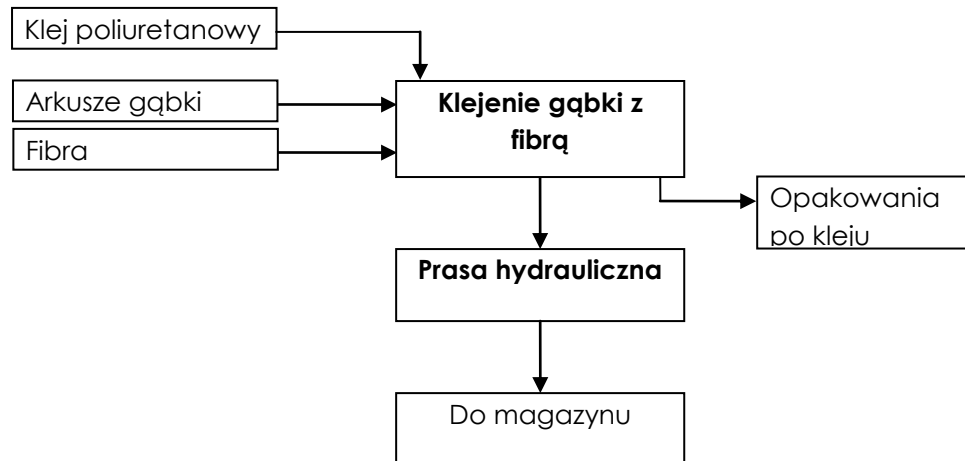 Klej poliuretanowy
Arkusze gąbki
Fibra
Klejenie gąbki z
fibrą
Opakowania
po kleju
Prasa hydrauliczna
Do magazynu